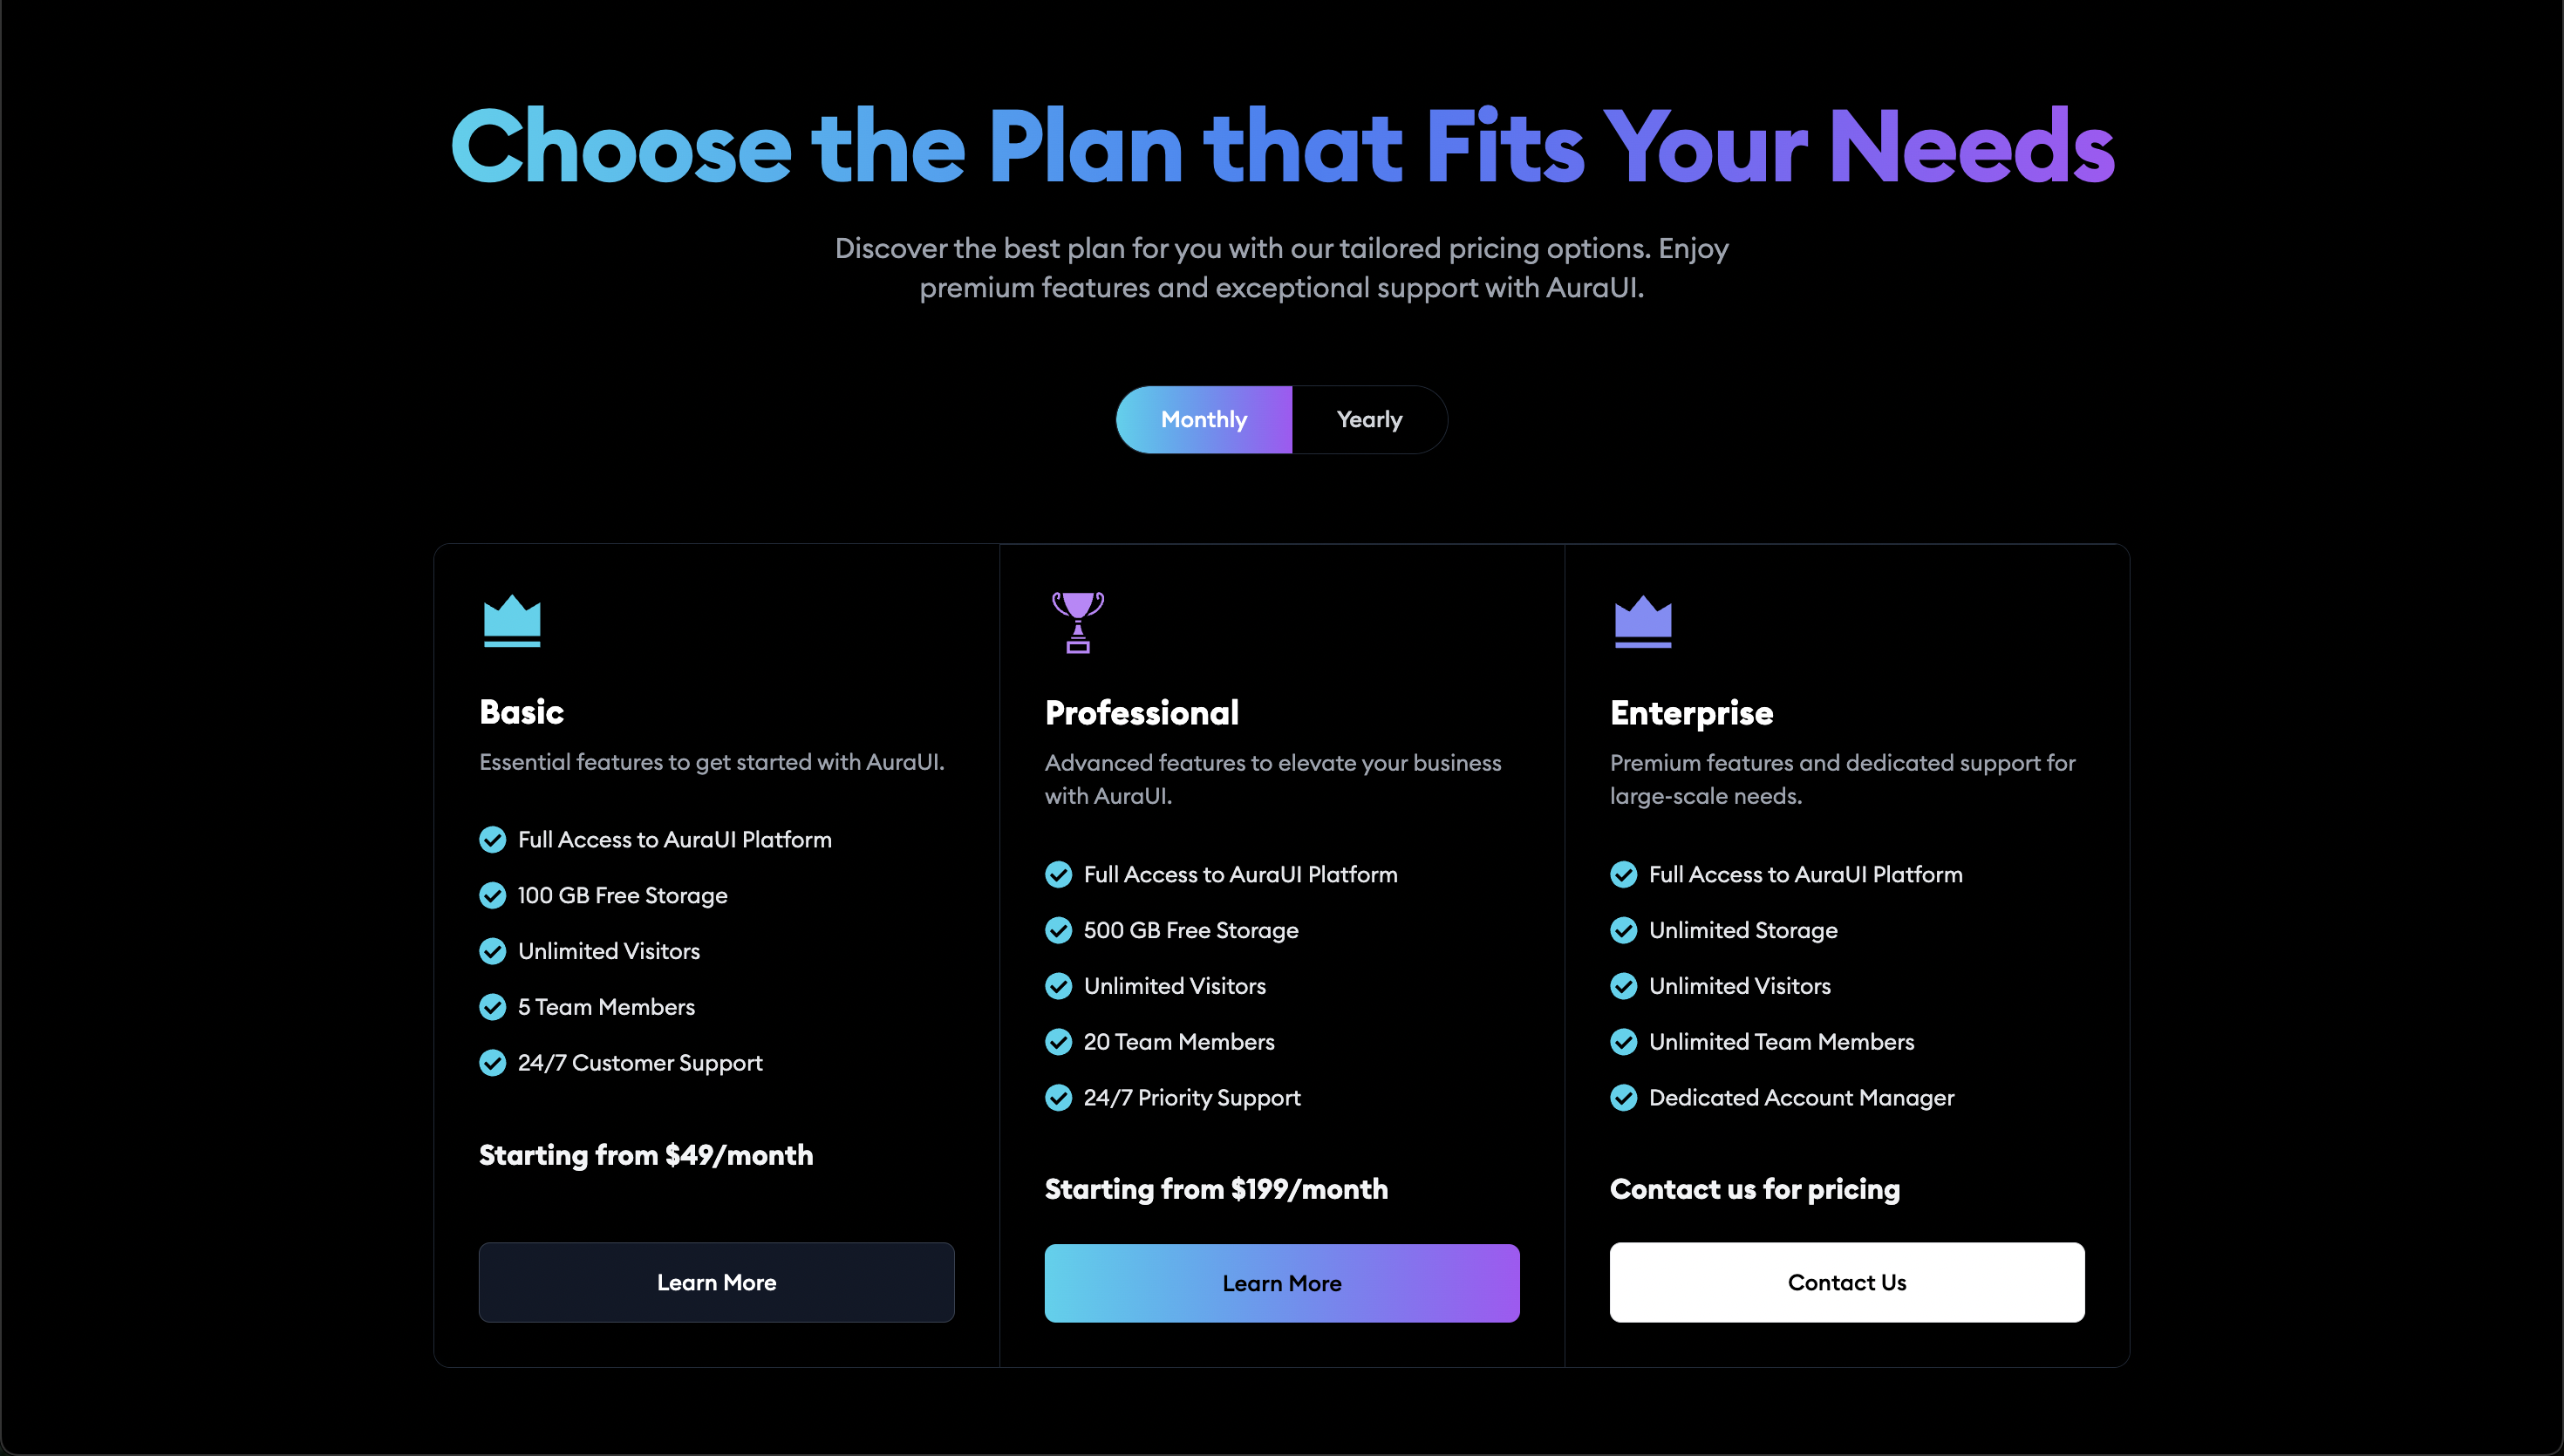 Choose the Plan that Fits Your Needs
Discover the best plan for you with our tailored pricing options. Enjoy
premium features and exceptional support with AuraUI.
Monthly
Yearly
Basic
Essential features to get started with AuraUI.
Full Access to AuraUI Platform
100 GB Free Storage
Unlimited Visitors
5 Team Members
24/7 Customer Support
Starting from $49/month
Learn More
Professional
Advanced features to elevate your business
with AuraUI.
Full Access to AuraUI Platform
500 GB Free Storage
Unlimited Visitors
20 Team Members
24/7 Priority Support
Starting from $199/month
Learn More
Enterprise
Premium features and dedicated support for
large-scale needs.
Full Access to AuraUI Platform
Unlimited Storage
Unlimited Visitors
Unlimited Team Members
Dedicated Account Manager
Contact us for pricing
Contact Us